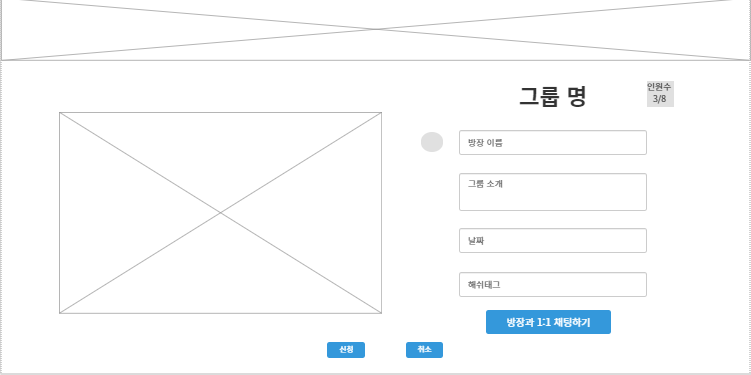 그룹 명
인원수
3/8
방장 이름
그룹 소개
날짜
해쉬태그
방장과 1:1 채팅하기
신청
취소